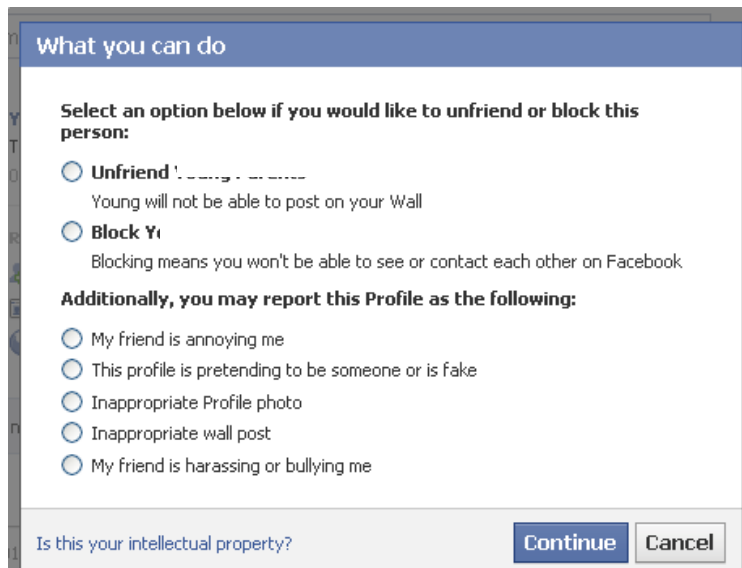 What you can do
Select an option below if you would like to unfriend or block this
person:
Unfriend
Young will not be able to post on your Wall
Block
Blocking means you won't be able to see or contact each other on Facebook
Additionally, you may report this Profile as the following:
My friend is annoying me
This profile is pretending to be someone or is fake
Inappropriate Profile photo
Inappropriate wall post
My friend is harassing or bullying me
Is this your intellectual property?
Continue
Cancel